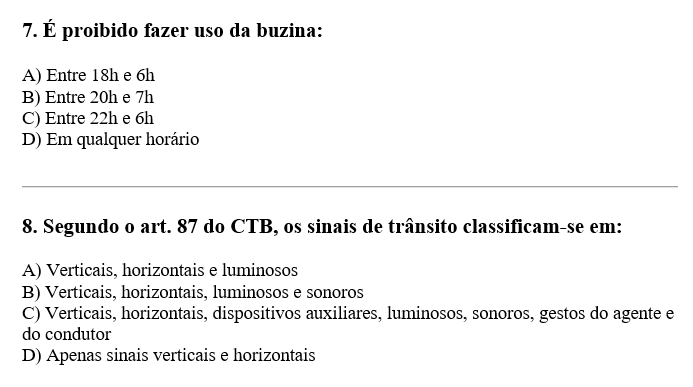 7. É proibido fazer uso da buzina:
A) Entre 18h e 6h
B) Entre 20h e 7h
C) Entre 22h e 6h
D) Em qualquer horário
8. Segundo o art. 87 do CTB, os sinais de trânsito classificam-se em:
A) Verticais, horizontais e luminosos
B) Verticais, horizontais, luminosos e sonoros
C) Verticais, horizontais, dispositivos auxiliares, luminosos, sonoros, gestos do agente e
do condutor
D) Apenas sinais verticais e horizontais